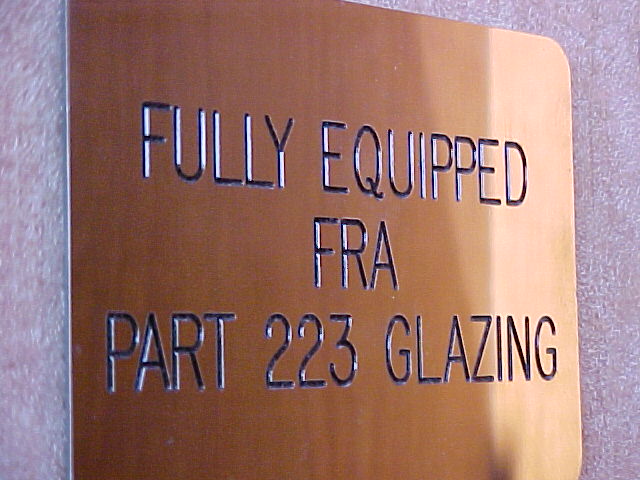 FULLY EQUIPPED
FRA
PART 223 GLAZING